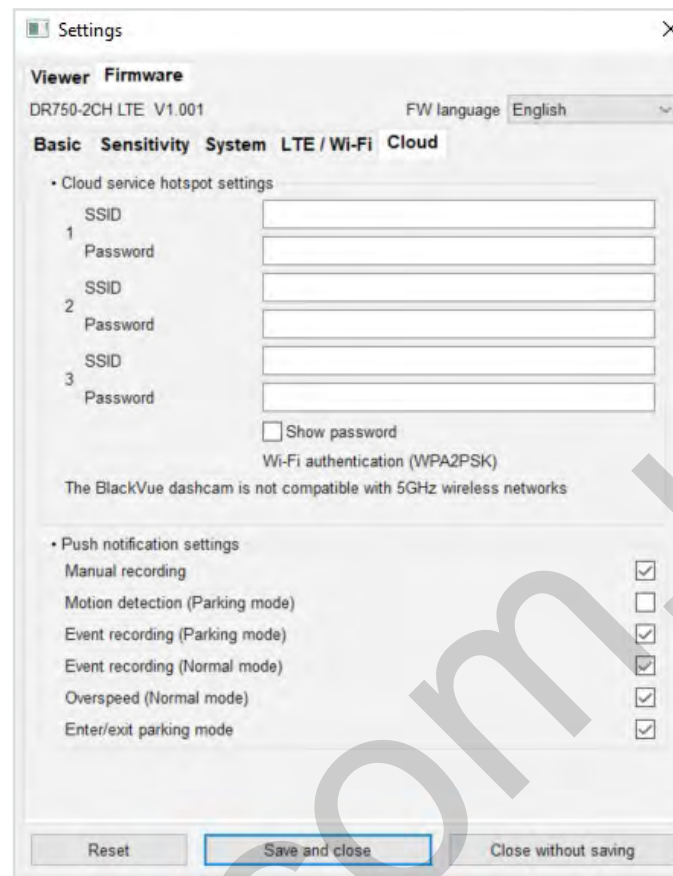 Settings
Viewer Firmware
DR750-2CH LTE V1.001 FW language English
Basic Sensitivity System LTE / Wi-Fi Cloud
• Cloud service hotspot settings
SSID
1
Password
SSID
2
Password
SSID
3
Password
Show password
Wi-Fi authentication (WPA2PSK)
The BlackVue dashcam is not compatible with 5GHz wireless networks
• Push notification settings
Manual recording
Motion detection (Parking mode)
Event recording (Parking mode)
Event recording (Normal mode)
Overspeed (Normal mode)
Enter/exit parking mode
Reset Save and close Close without saving
com